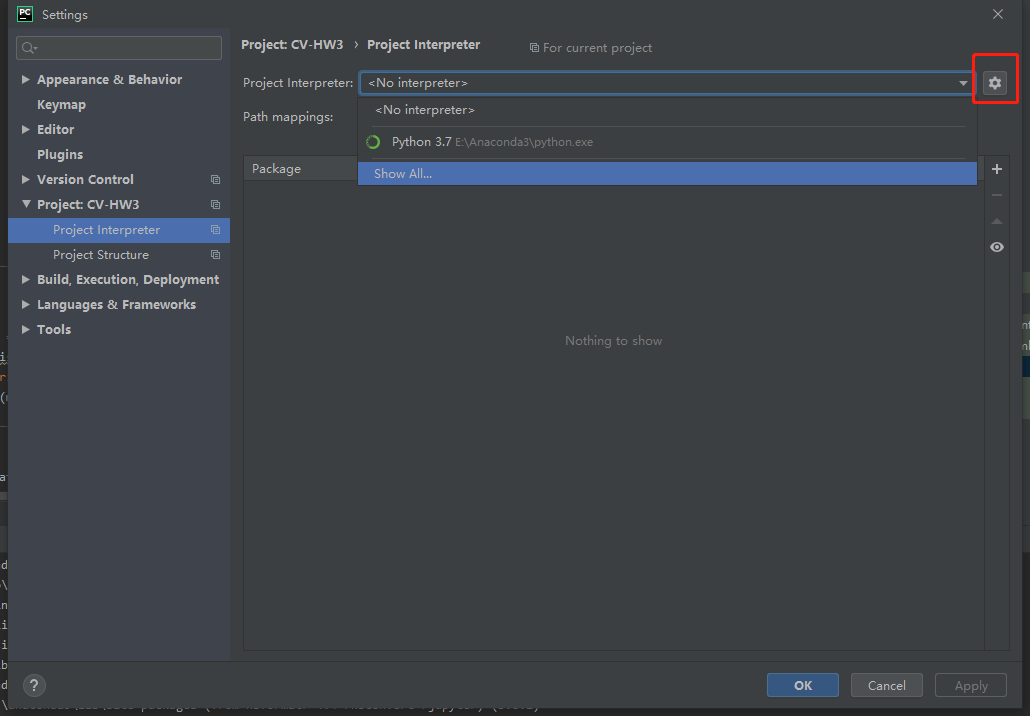 PC
Settings
Project: CV-HW3 › Project Interpreter
For current project
Appearance & Behavior
Keymap
Editor
Plugins
Version Control
Project: CV-HW3
Project Interpreter
Project Structure
Build, Execution, Deployment
Languages & Frameworks
Tools
Project Interpreter: <No interpreter>
<No interpreter>
Path mappings:
Python 3.7 E:\Anaconda3\python.exe
Show All...
Package
Nothing to show
?
OK
Cancel
Apply